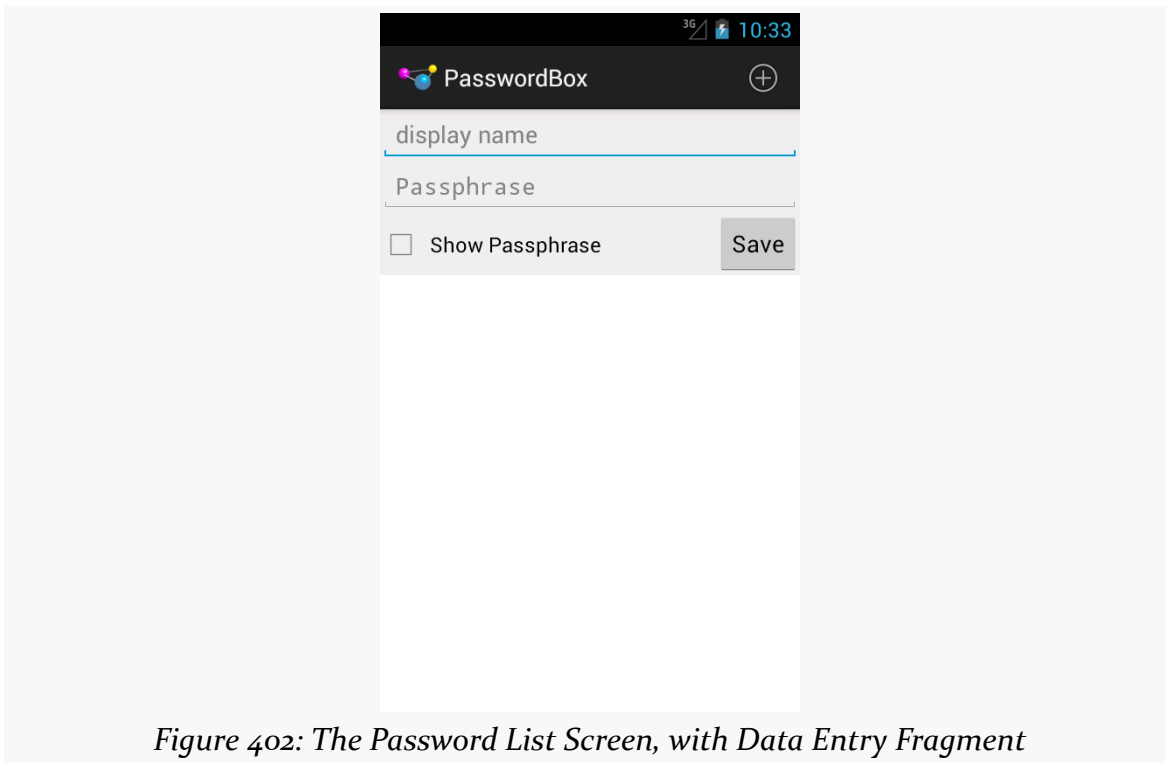 3G 10:33
PasswordBox
display name
Passphrase
Show Passphrase Save
Figure 402: The Password List Screen, with Data Entry Fragment